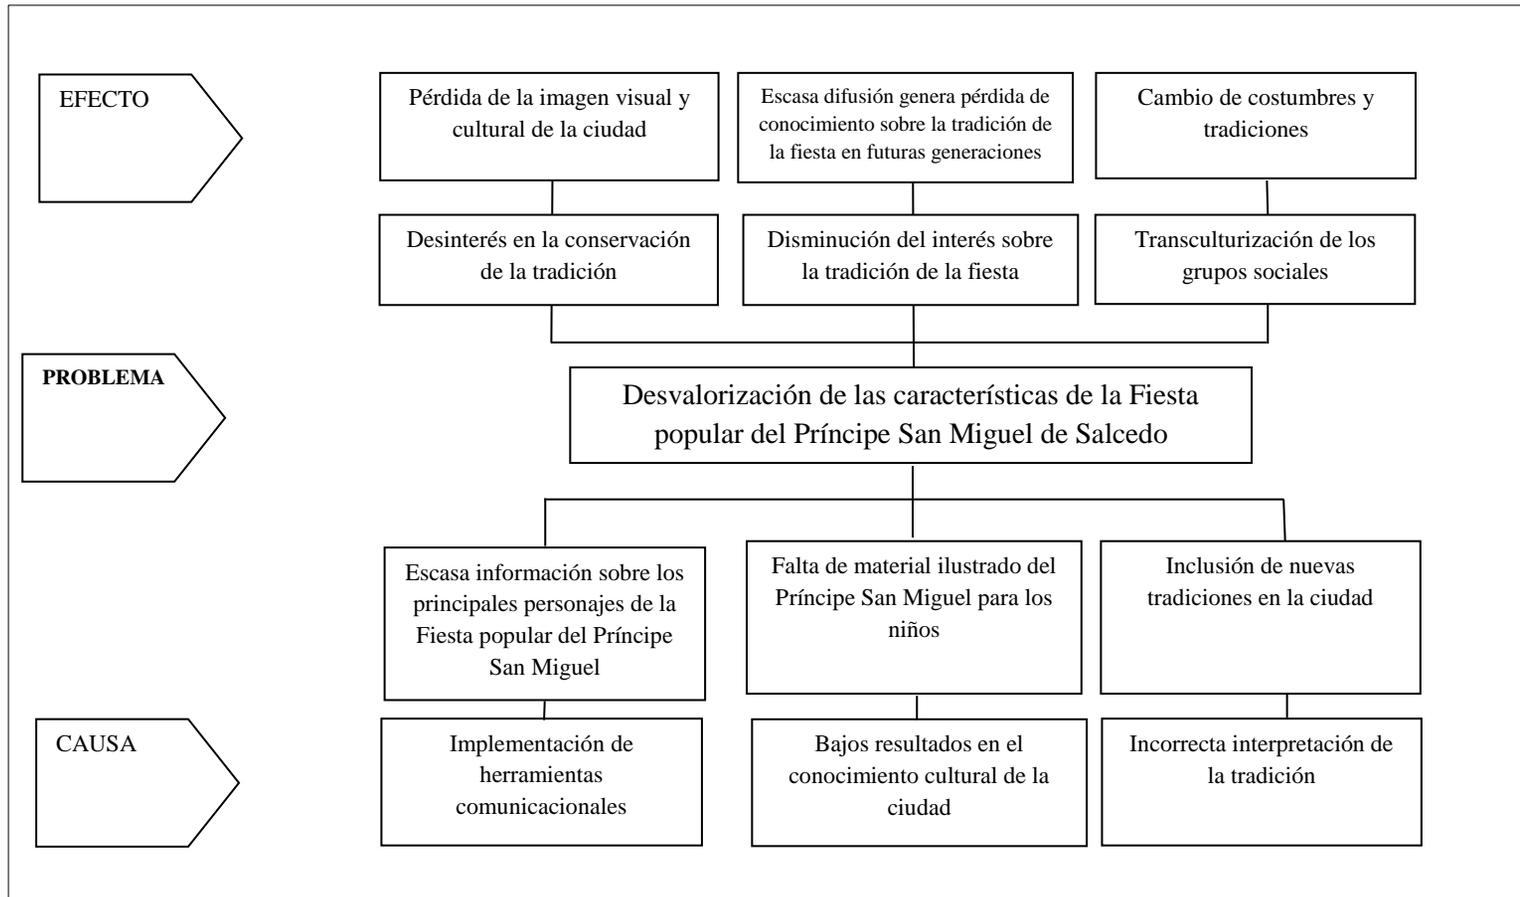 EFECTO
Pérdida de la imagen visual y
cultural de la ciudad
Escasa difusión genera pérdida de
conocimiento sobre la tradición de
la fiesta en futuras generaciones
Cambio de costumbres y
tradiciones
Desinterés en la conservación
de la tradición
Disminución del interés sobre
la tradición de la fiesta
Transculturización de los
grupos sociales
PROBLEMA
Desvalorización de las características de la Fiesta
popular del Príncipe San Miguel de Salcedo
Escasa información sobre los
principales personajes de la
Fiesta popular del Príncipe
San Miguel
Falta de material ilustrado del
Príncipe San Miguel para los
niños
Inclusión de nuevas
tradiciones en la ciudad
CAUSA
Implementación de
herramientas
comunicacionales
Bajos resultados en el
conocimiento cultural de la
ciudad
Incorrecta interpretación de
la tradición